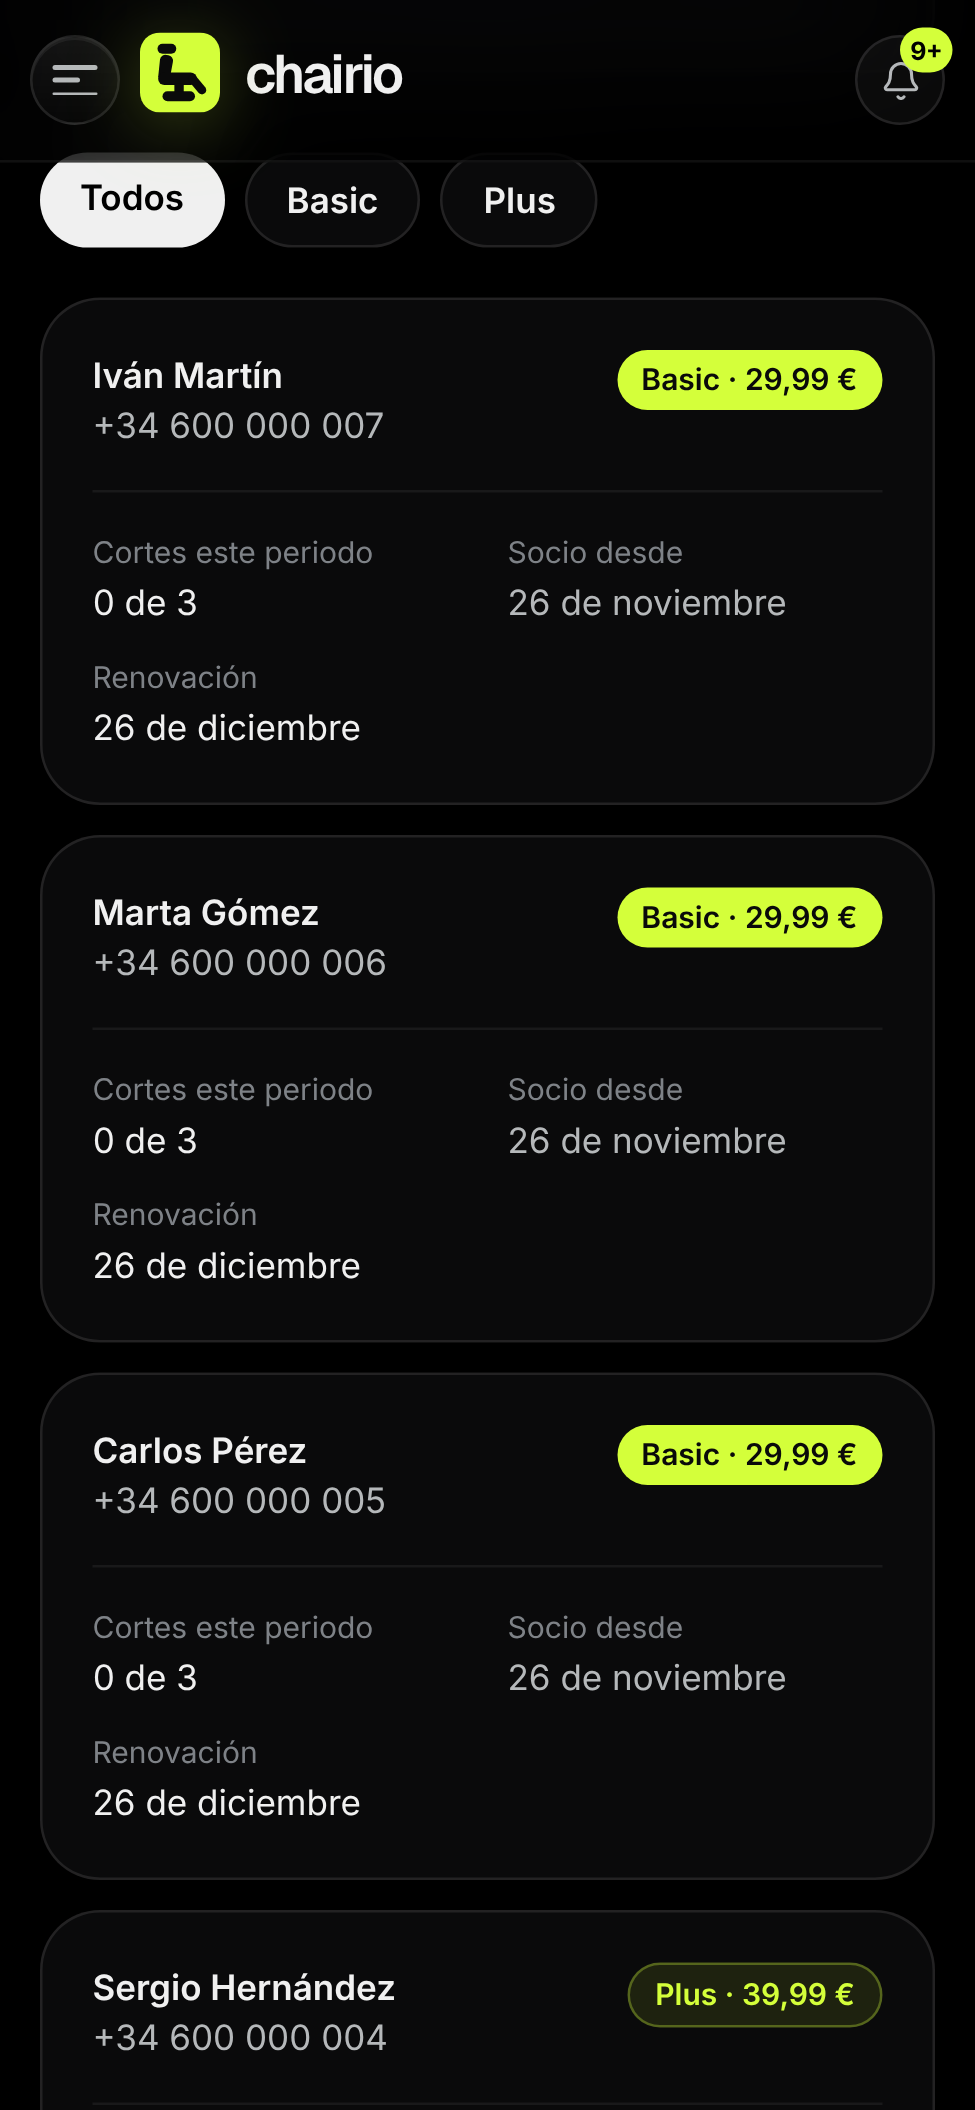 chairio
9+
Todos
Basic
Plus
Iván Martín
Basic · 29,99 €
+34 600 000 007
Cortes este periodo
Socio desde
0 de 3
26 de noviembre
Renovación
26 de diciembre
Marta Gómez
Basic · 29,99 €
+34 600 000 006
Cortes este periodo
Socio desde
0 de 3
26 de noviembre
Renovación
26 de diciembre
Carlos Pérez
Basic · 29,99 €
+34 600 000 005
Cortes este periodo
Socio desde
0 de 3
26 de noviembre
Renovación
26 de diciembre
Sergio Hernández
Plus · 39,99 €
+34 600 000 004